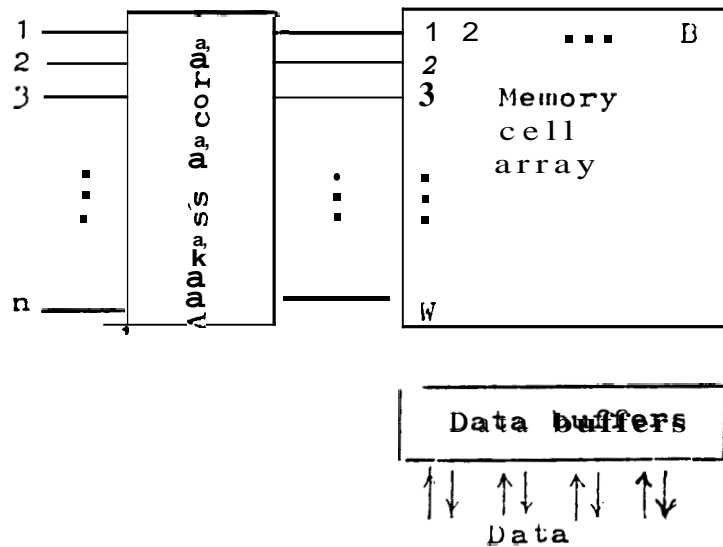 1
2
3
n
1 2 ... B
2
3
W
Memory
cell
array
Data buffers
Data